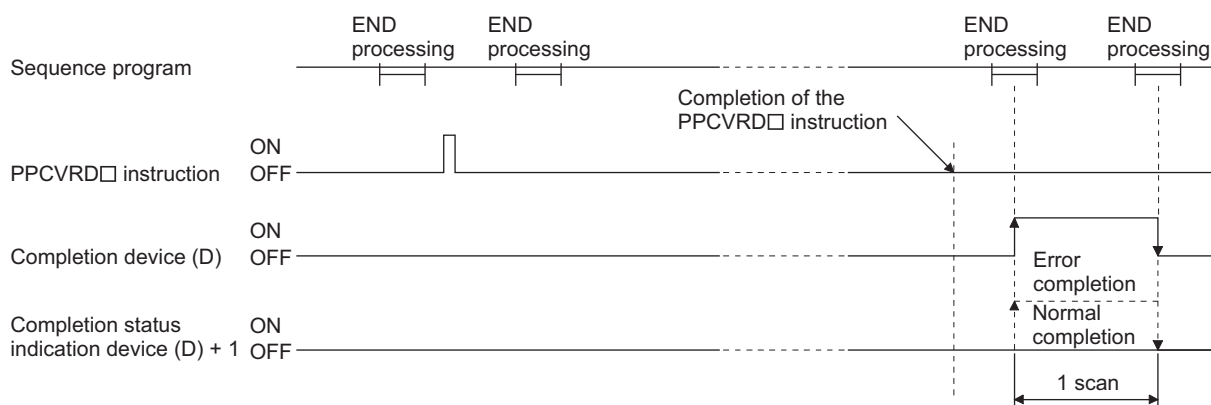 END
processing
END
processing
END
processing
END
processing
Sequence program
Completion of the
PPCVRD□ instruction
ON
PPCVRD□ instruction OFF
ON
Completion device (D) OFF
Error
completion
Completion status ON
indication device (D) + 1 OFF
Normal
completion
1 scan